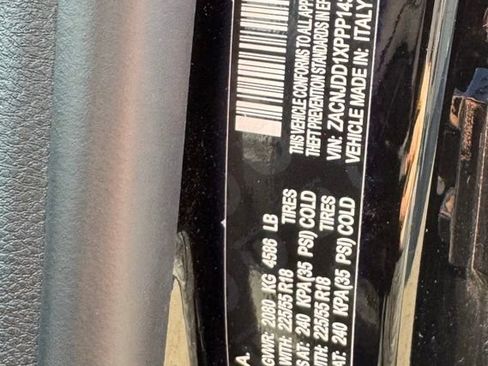 A.
GVWR: 2080 KG 4586 LB
WITH: 225/55 R18 TIRES
S AT: 240 KPA(35 PSI) COLD
WITH: 225/55 R18 TIRES
AT: 240 KPA(35 PSI) COLD
THIS VEHICLE CONFORMS TO ALL APP
THEFT PREVENTION STANDARDS IN EF
VIN: ZACNJDD1XPPP14
VEHICLE MADE IN: ITALY